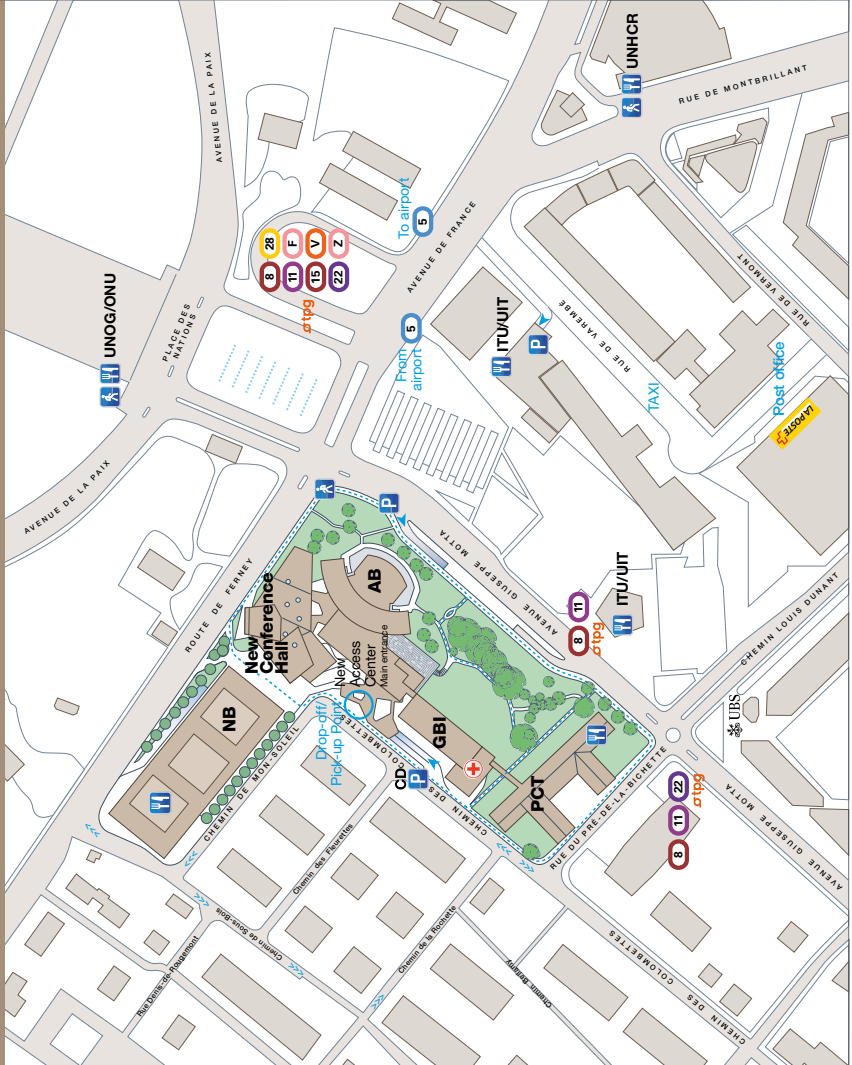 AVENUE DE LA PAIX
UNHCR
RUE DE MONTBRILLANT
To airport
5
8
28
11
F
15
V
22
Z
tpg
AVENUE DE FRANCE
UNOG/ONU
PLACE DES
NATIONS
From
airport
5
ITU/UIT
P
RUE DE VAREMBÉ
RUE DE VERMONT
TAXI
Post office
LA POSTE
AVENUE DE LA PAIX
P
ROUTE DE FERNEY
New
Conference
Hall
AB
AVENUE GIUSEPPE MOTTA
8
11
tpg
ITU/UIT
CHEMIN LOUIS DUNANT
New
Access
Center
Main entrance
Drop-off/
Pick-up Point
NB
CHEMIN DE MON-SOLEIL
GBI
CD
P
CHEMIN DES COLOMBETTES
PCT
UBS
RUE DU PRÉ-DE-LA-BICHETTE
8
11
22
tpg
AVENUE GIUSEPPE MOTTA
Chemin des Fleurettes
Chemin de Sous-Bois
Rue Denis-de-Rougemont
Chemin de la Rochette
Chemin Bellamy
CHEMIN DES COLOMBETTES